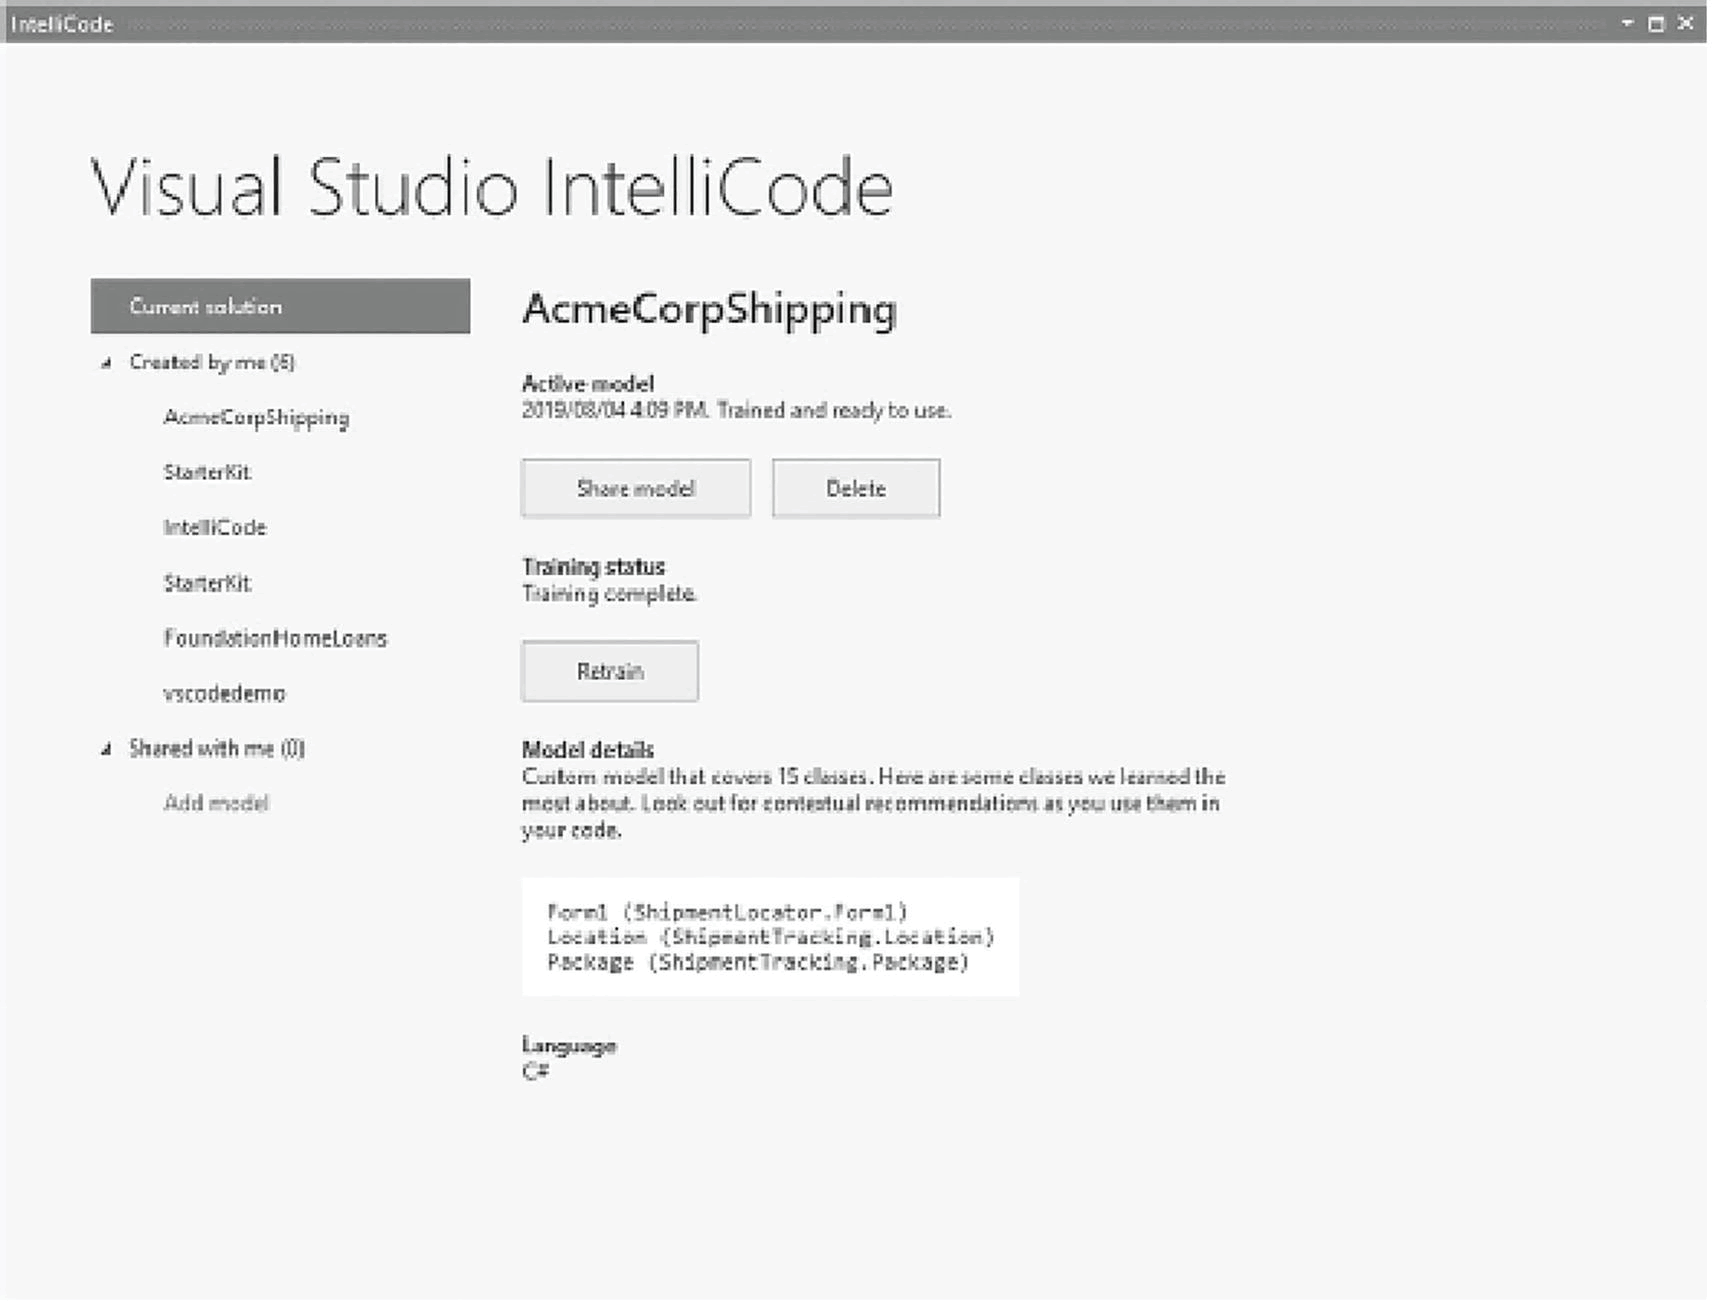 IntelliCode
Visual Studio IntelliCode
Current solution
Created by me (6)
AcmeCorpShipping
StarterKit
IntelliCode
StarterKit
FoundationHomeLoans
vscodedemo
Shared with me (0)
Add model
AcmeCorpShipping
Active model
2019/08/04 4:09 PM. Trained and ready to use.
Share model
Delete
Training status
Training complete.
Retrain
Model details
Custom model that covers 15 classes. Here are some classes we learned the
most about. Look out for contextual recommendations as you use them in
your code.
Form1 (ShipmentLocator.Form1)
Location (ShipmentTracking.Location)
Package (ShipmentTracking.Package)
Language
C#